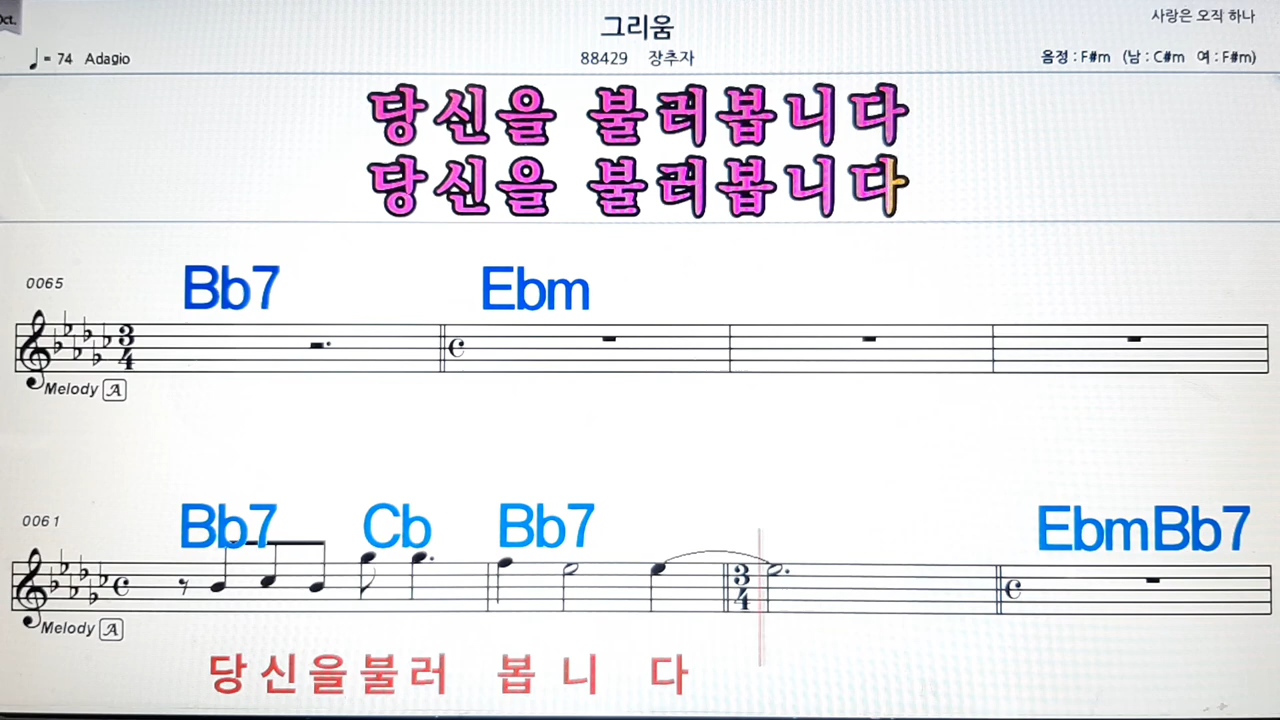 Oct.
그리움
사랑은 오직 하나
♩ = 74 Adagio
88429 장추자
음정 : F#m (남 : C#m 여 : F#m)
당신을 불러봅니다
당신을 불러봅니다
0065
Bb7 Ebm
3/4
Melody A
0061
Bb7 Cb Bb7 EbmBb7
3/4
Melody A
당신을불러 봅니 다